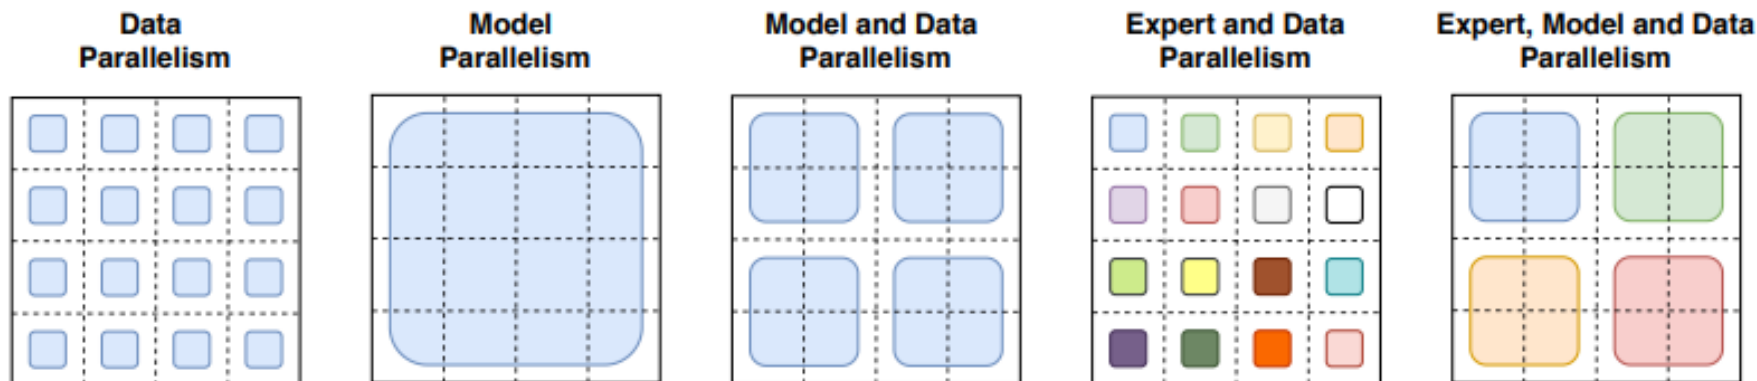 Data
Parallelism
Model
Parallelism
Model and Data
Parallelism
Expert and Data
Parallelism
Expert, Model and Data
Parallelism